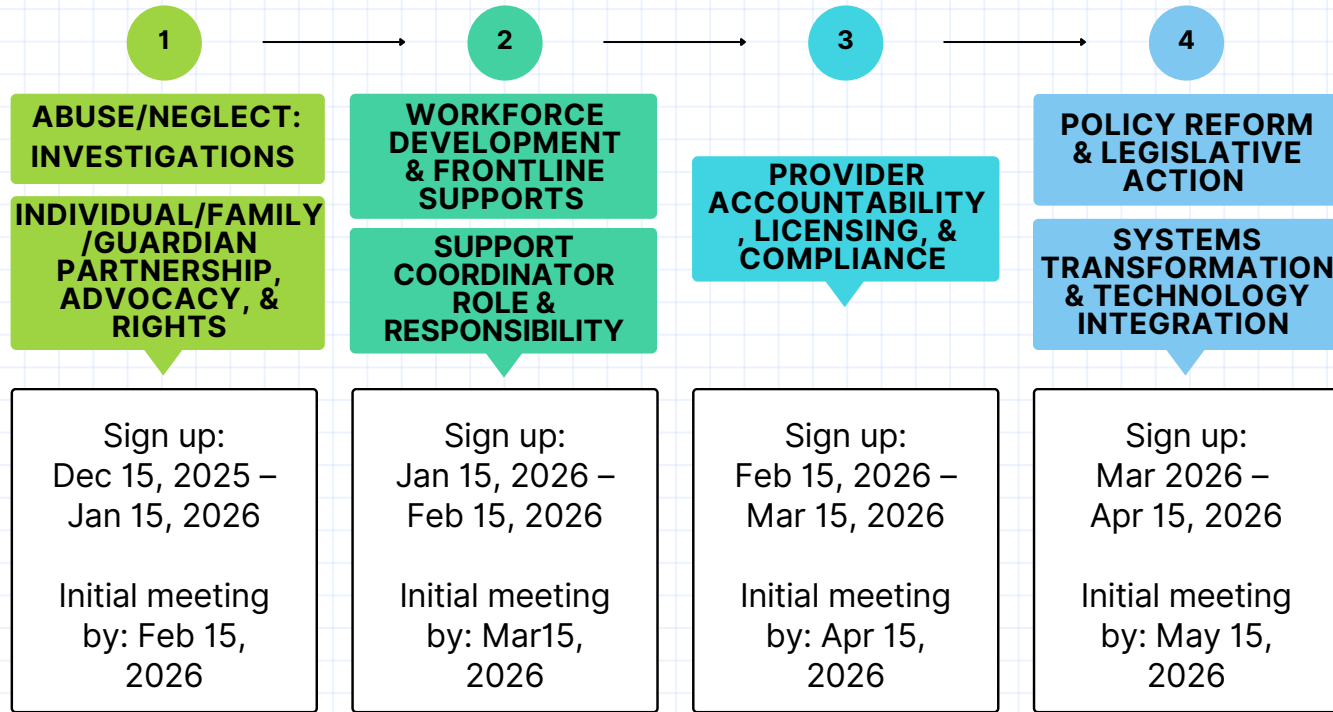 1
ABUSE/NEGLECT:
INVESTIGATIONS
INDIVIDUAL/FAMILY
/GUARDIAN
PARTNERSHIP,
ADVOCACY, &
RIGHTS
Sign up:
Dec 15, 2025 –
Jan 15, 2026
Initial meeting
by: Feb 15,
2026
2
WORKFORCE
DEVELOPMENT
& FRONTLINE
SUPPORTS
SUPPORT
COORDINATOR
ROLE &
RESPONSIBILITY
Sign up:
Jan 15, 2026 –
Feb 15, 2026
Initial meeting
by: Mar15,
2026
3
PROVIDER
ACCOUNTABILITY
, LICENSING, &
COMPLIANCE
Sign up:
Feb 15, 2026 –
Mar 15, 2026
Initial meeting
by: Apr 15,
2026
4
POLICY REFORM
& LEGISLATIVE
ACTION
SYSTEMS
TRANSFORMATION
& TECHNOLOGY
INTEGRATION
Sign up:
Mar 2026 –
Apr 15, 2026
Initial meeting
by: May 15,
2026